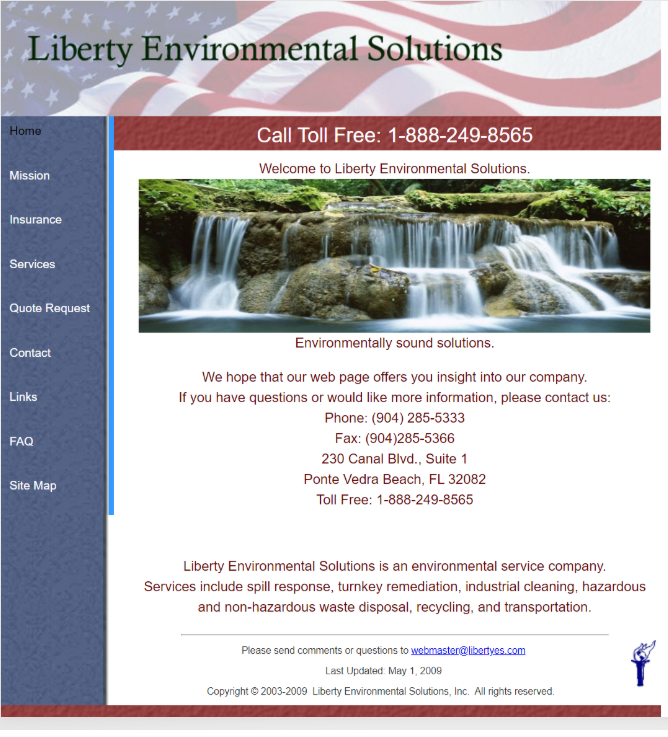 Liberty Environmental Solutions
Home
Mission
Insurance
Services
Quote Request
Contact
Links
FAQ
Site Map
Call Toll Free: 1-888-249-8565
Welcome to Liberty Environmental Solutions.
Environmentally sound solutions.
We hope that our web page offers you insight into our company.
If you have questions or would like more information, please contact us:
Phone: (904) 285-5333
Fax: (904)285-5366
230 Canal Blvd., Suite 1
Ponte Vedra Beach, FL 32082
Toll Free: 1-888-249-8565
Liberty Environmental Solutions is an environmental service company.
Services include spill response, turnkey remediation, industrial cleaning, hazardous
and non-hazardous waste disposal, recycling, and transportation.
Please send comments or questions to webmaster@libertyes.com
Last Updated: May 1, 2009
Copyright © 2003-2009 Liberty Environmental Solutions, Inc. All rights reserved.